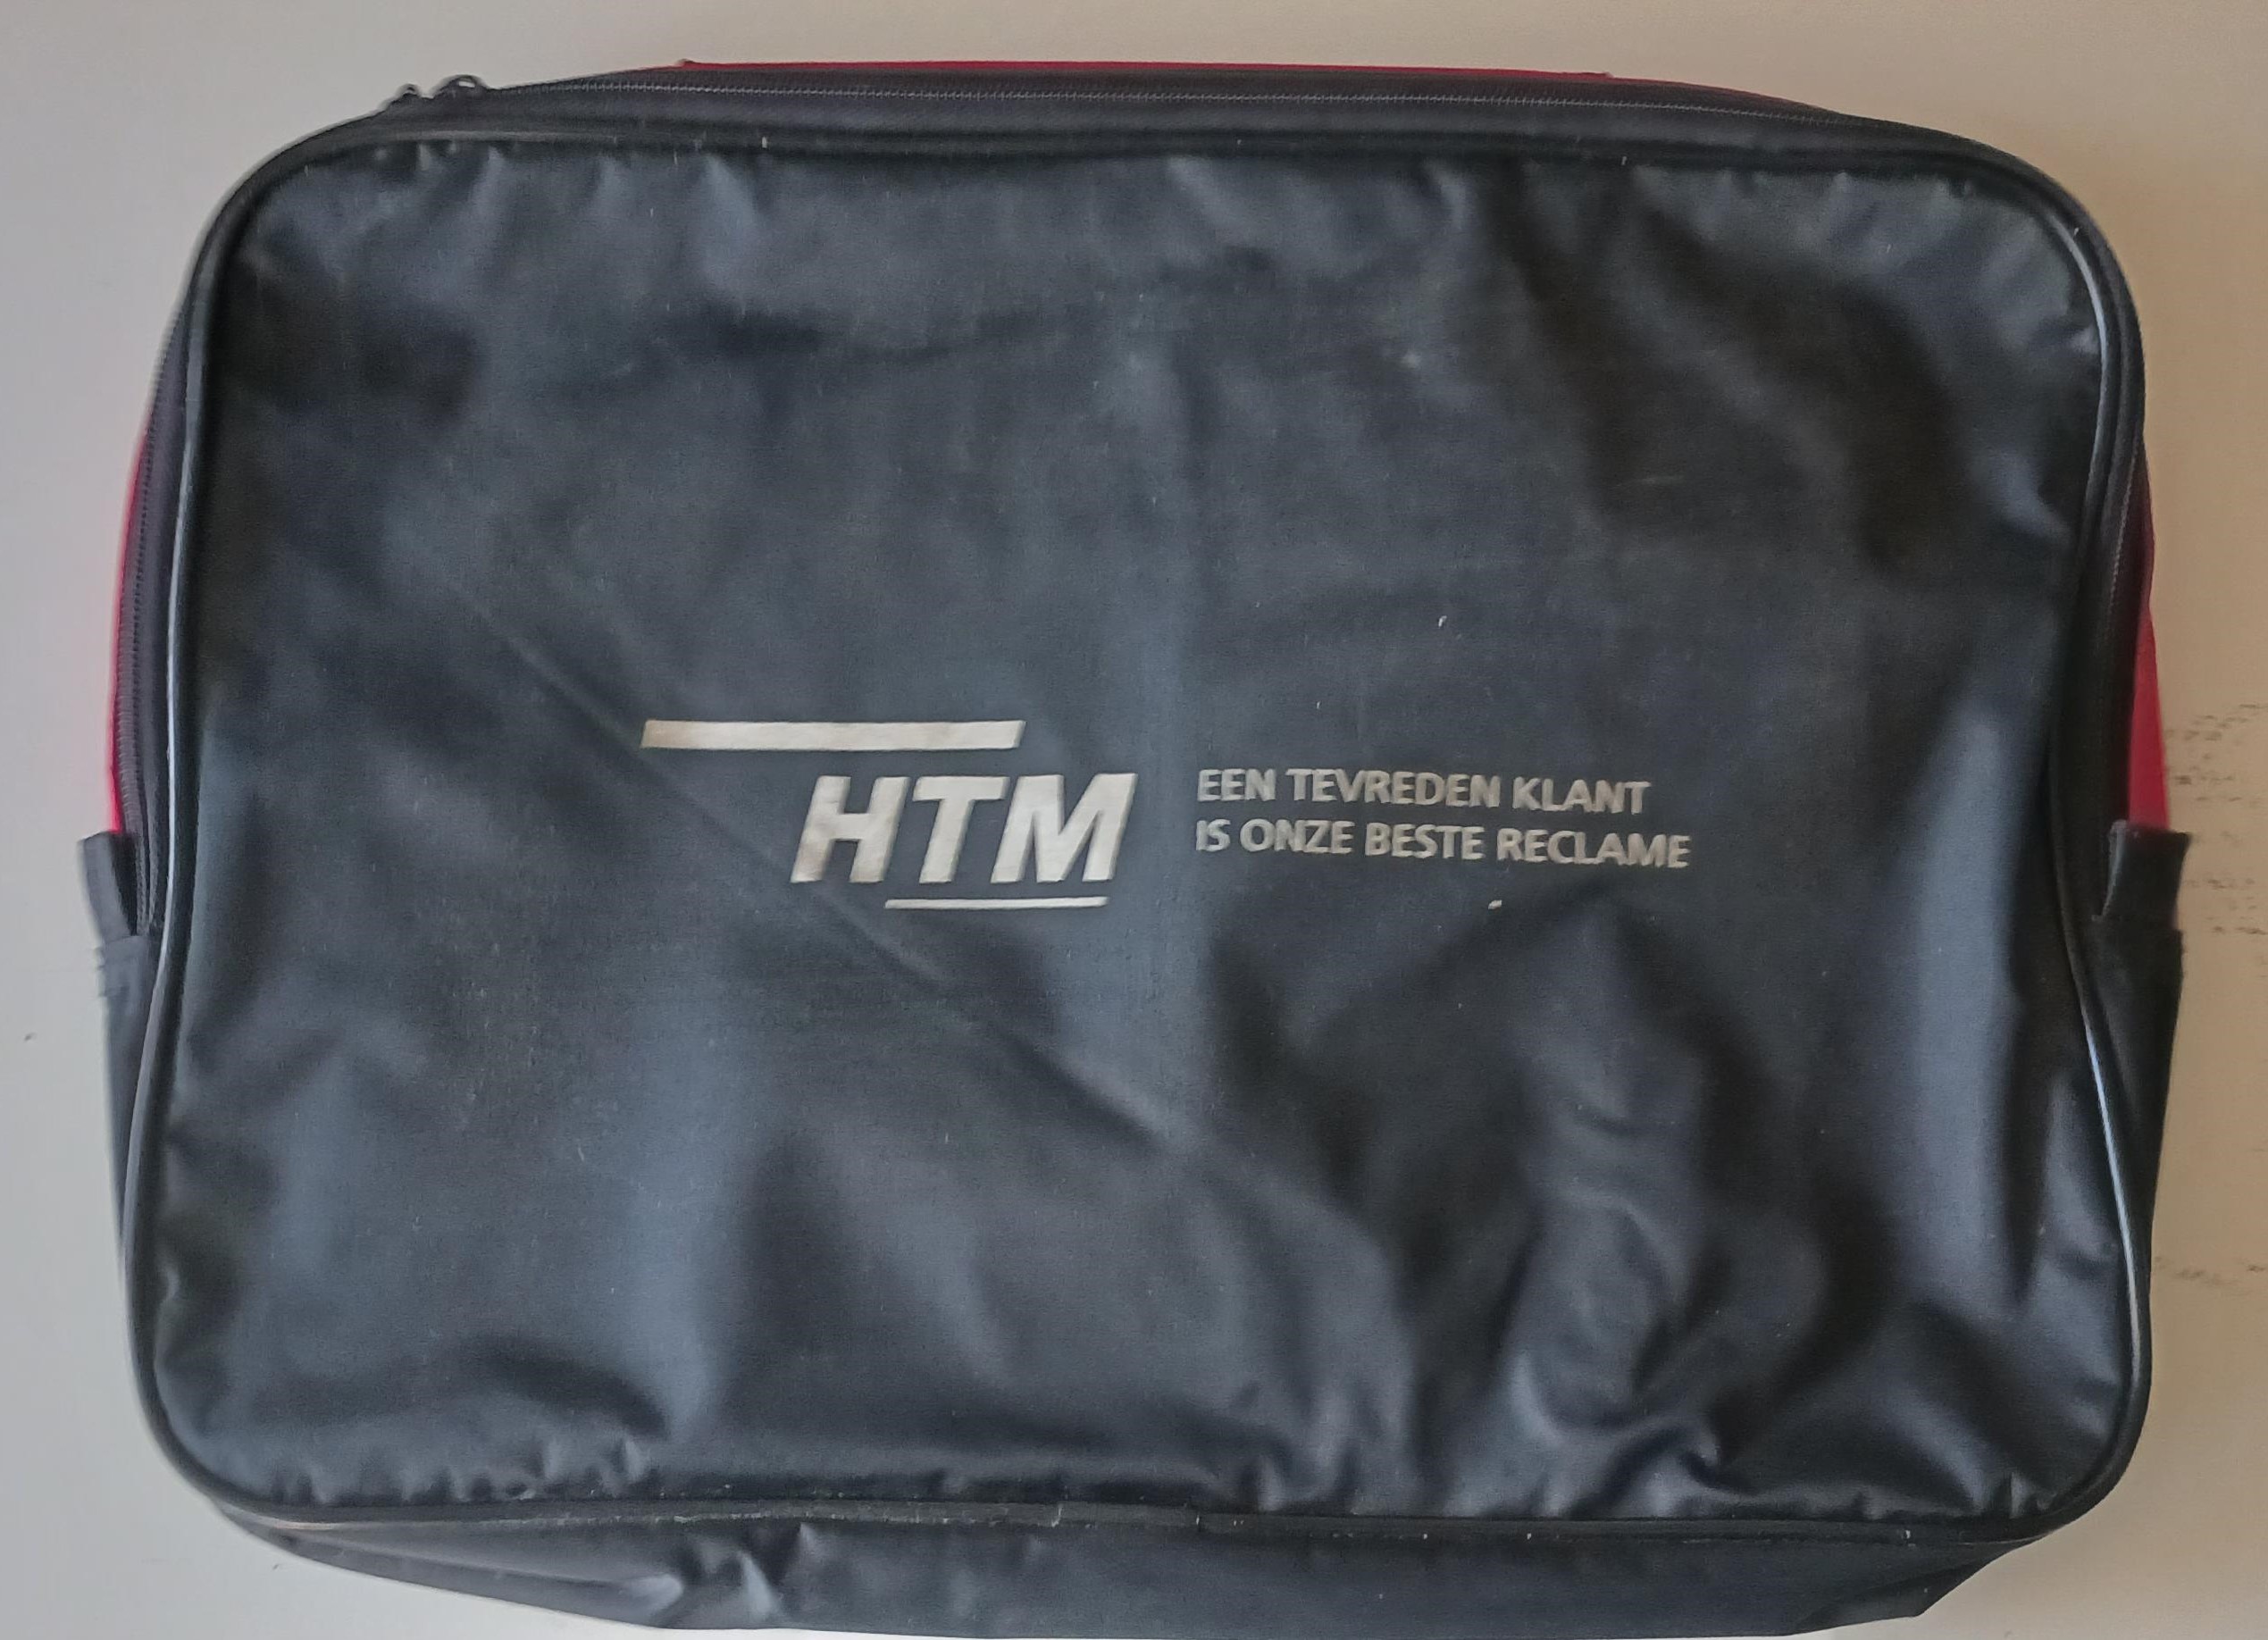 HTM
EEN TEVREDEN KLANT
IS ONZE BESTE RECLAME